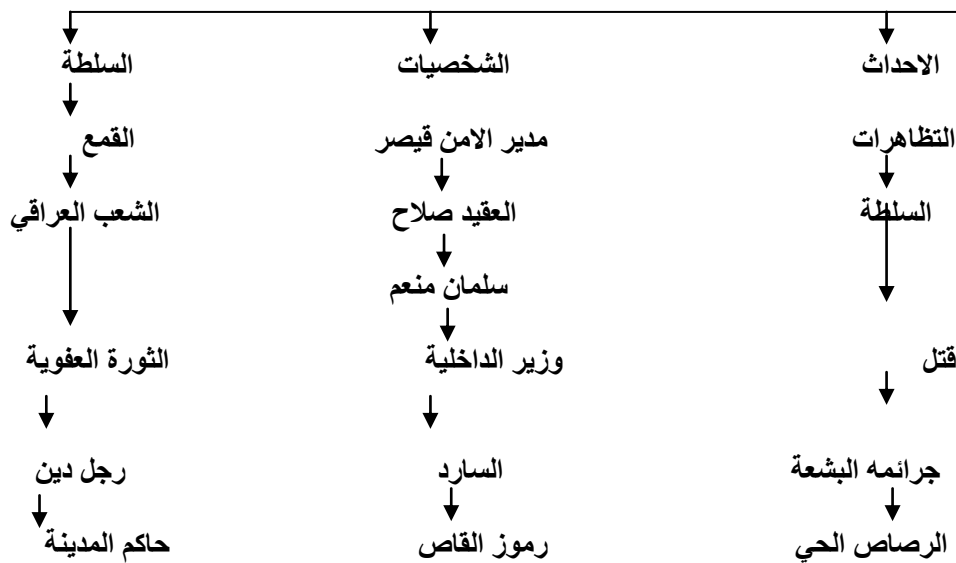 الاحداث
التظاهرات
السلطة
قتل
جرائمه البشعة
الرصاص الحي
الشخصيات
مدير الامن قيصر
العقيد صلاح
سلمان منعم
وزير الداخلية
السارد
رموز القاص
السلطة
القمع
الشعب العراقي
الثورة العفوية
رجل دين
حاكم المدينة